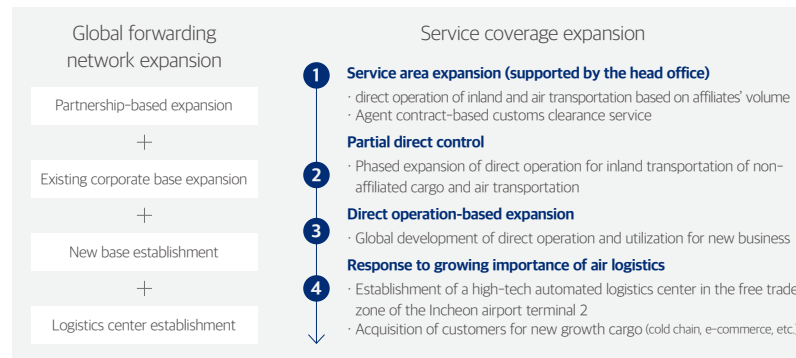 Global forwarding
network expansion
Partnership-based expansion
+
Existing corporate base expansion
+
New base establishment
+
Logistics center establishment
Service coverage expansion
1
Service area expansion (supported by the head office)
· direct operation of inland and air transportation based on affiliates' volume
· Agent contract-based customs clearance service
Partial direct control
2
· Phased expansion of direct operation for inland transportation of non-
affiliated cargo and air transportation
Direct operation-based expansion
3
· Global development of direct operation and utilization for new business
Response to growing importance of air logistics
4
· Establishment of a high-tech automated logistics center in the free trade
zone of the Incheon airport terminal 2
· Acquisition of customers for new growth cargo (cold chain, e-commerce, etc.)